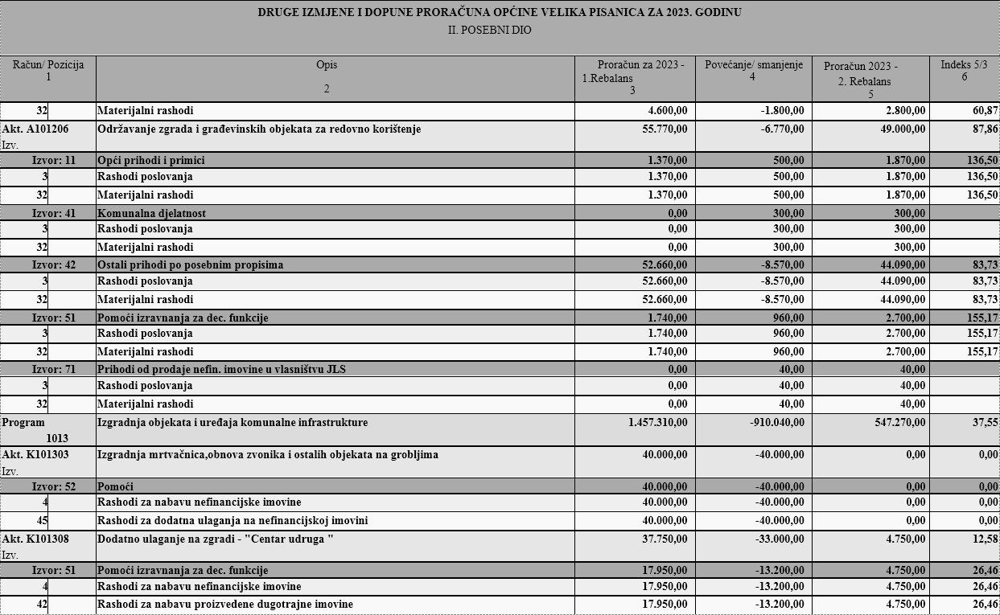 DRUGE IZMJENE I DOPUNE PRORAČUNA OPĆINE VELIKA PISANICA ZA 2023. GODINU
II. POSEBNI DIO
Račun/ Pozicija 1 Opis 2 Proračun za 2023 - 1.Rebalans 3 Povećanje/ smanjenje 4 Proračun 2023 - 2. Rebalans 5 Indeks 5/3 6
32 Materijalni rashodi 4.600,00 -1.800,00 2.800,00 60,87
Akt. A101206 Održavanje zgrada i građevinskih objekata za redovno korištenje 55.770,00 -6.770,00 49.000,00 87,86
Izv.
Izvor: 11 Opći prihodi i primici 1.370,00 500,00 1.870,00 136,50
3 Rashodi poslovanja 1.370,00 500,00 1.870,00 136,50
32 Materijalni rashodi 1.370,00 500,00 1.870,00 136,50
Izvor: 41 Komunalna djelatnost 0,00 300,00 300,00
3 Rashodi poslovanja 0,00 300,00 300,00
32 Materijalni rashodi 0,00 300,00 300,00
Izvor: 42 Ostali prihodi po posebnim propisima 52.660,00 -8.570,00 44.090,00 83,73
3 Rashodi poslovanja 52.660,00 -8.570,00 44.090,00 83,73
32 Materijalni rashodi 52.660,00 -8.570,00 44.090,00 83,73
Izvor: 51 Pomoći izravnanja za dec. funkcije 1.740,00 960,00 2.700,00 155,17
3 Rashodi poslovanja 1.740,00 960,00 2.700,00 155,17
32 Materijalni rashodi 1.740,00 960,00 2.700,00 155,17
Izvor: 71 Prihodi od prodaje nefin. imovine u vlasništvu JLS 0,00 40,00 40,00
3 Rashodi poslovanja 0,00 40,00 40,00
32 Materijalni rashodi 0,00 40,00 40,00
Program Izgradnja objekata i uređaja komunalne infrastrukture 1.457.310,00 -910.040,00 547.270,00 37,55
1013
Akt. K101303 Izgradnja mrtvačnica,obnova zvonika i ostalih objekata na grobljima 40.000,00 -40.000,00 0,00 0,00
Izv.
Izvor: 52 Pomoći 40.000,00 -40.000,00 0,00 0,00
4 Rashodi za nabavu nefinancijske imovine 40.000,00 -40.000,00 0,00 0,00
45 Rashodi za dodatna ulaganja na nefinancijskoj imovini 40.000,00 -40.000,00 0,00 0,00
Akt. K101308 Dodatno ulaganje na zgradi - "Centar udruga " 37.750,00 -33.000,00 4.750,00 12,58
Izv.
Izvor: 51 Pomoći izravnanja za dec. funkcije 17.950,00 -13.200,00 4.750,00 26,46
4 Rashodi za nabavu nefinancijske imovine 17.950,00 -13.200,00 4.750,00 26,46
42 Rashodi za nabavu proizvedene dugotrajne imovine 17.950,00 -13.200,00 4.750,00 26,46